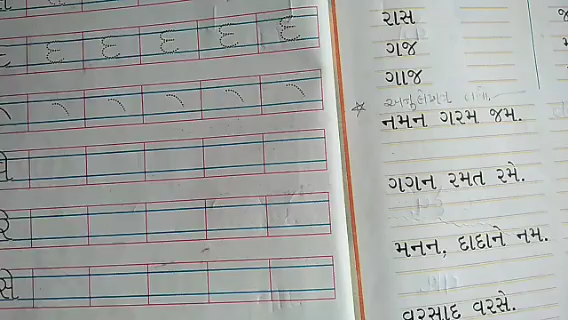 રાસ
ગજ
ગાજ
નમન ગરમ જમ.
ગગન રમત રમે.
મનન, દાદાને નમ.
વરસાદ વરસે.